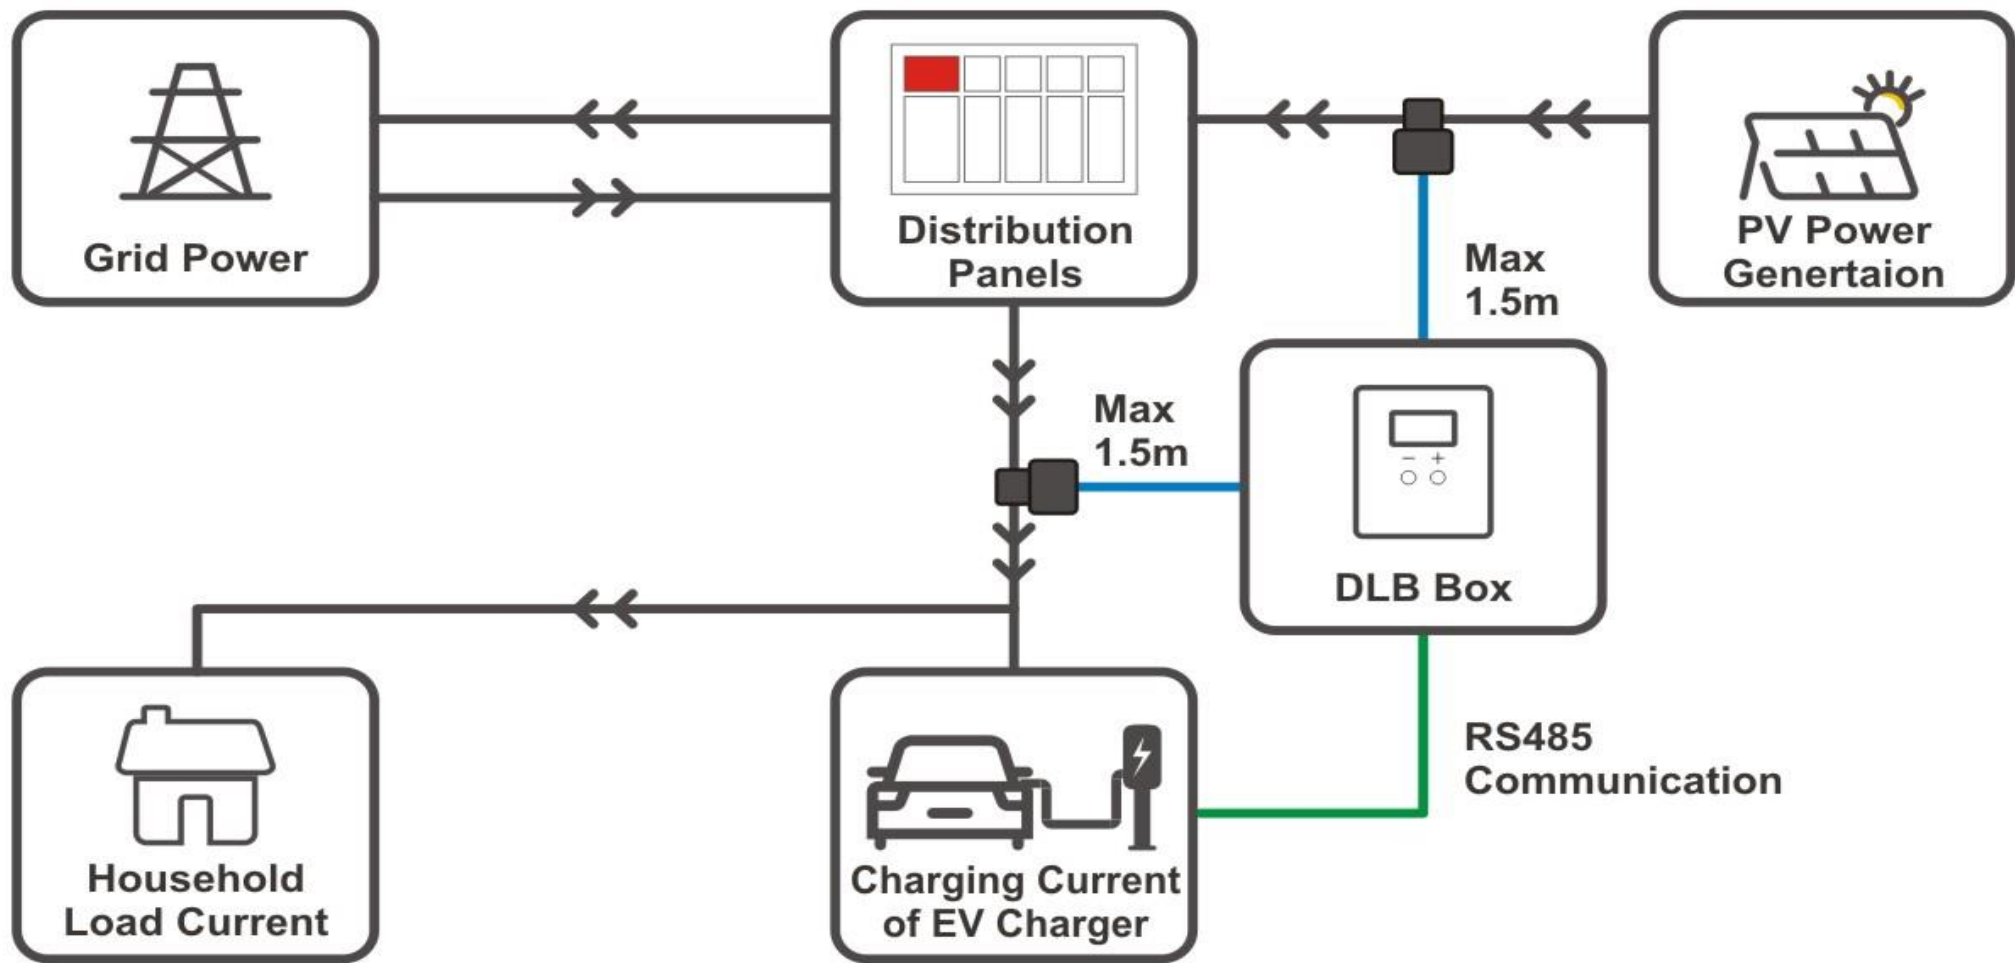 Grid Power
Distribution
Panels
PV Power
Genertaion
Max
1.5m
Max
1.5m
− +
DLB Box
RS485
Communication
Household
Load Current
Charging Current
of EV Charger